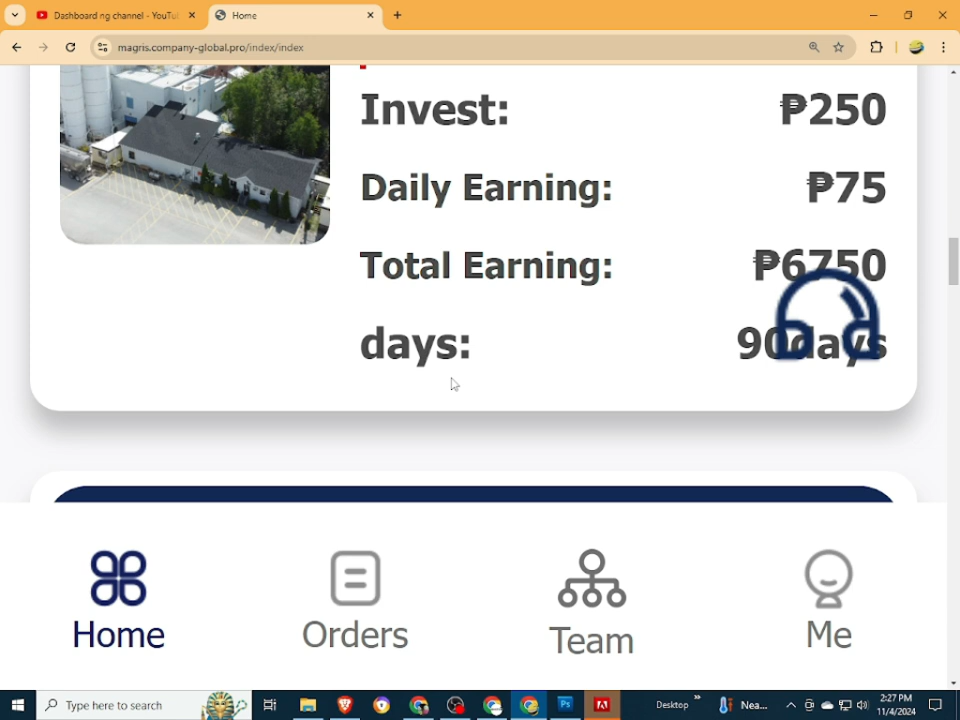 Dashboard ng channel - YouTu
Home
magris.company-global.pro/index/index
Invest: ₱250
Daily Earning: ₱75
Total Earning: ₱6750
days: 90days
Home
Orders
Team
Me
Type here to search
Desktop
Nea...
2:27 PM
11/4/2024